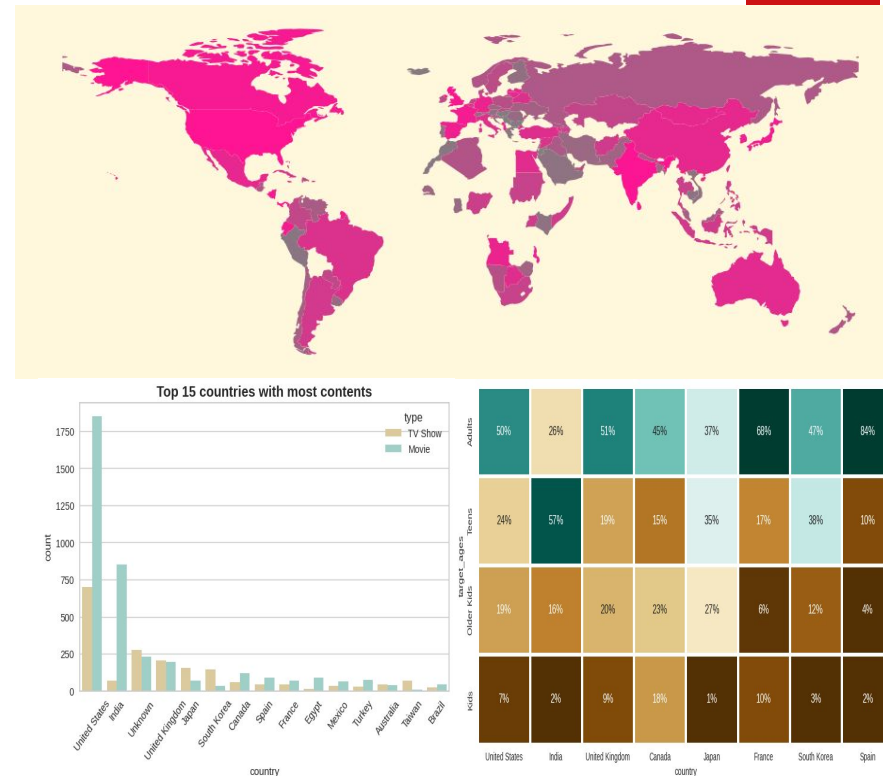 Top 15 countries with most contents
type
TV Show
Movie
1750
1500
1250
1000
750
500
250
0
count
United States
India
Unknown
United Kingdom
Japan
South Korea
Canada
Spain
France
Egypt
Mexico
Turkey
Australia
Taiwan
Brazil
country
target_ages
Adults
50% 26% 51% 45% 37% 68% 47% 84%
Teens
24% 57% 19% 15% 35% 17% 38% 10%
Older Kids
19% 16% 20% 23% 27% 6% 12% 4%
Kids
7% 2% 9% 18% 1% 10% 3% 2%
United States India United Kingdom Canada Japan France South Korea Spain
country